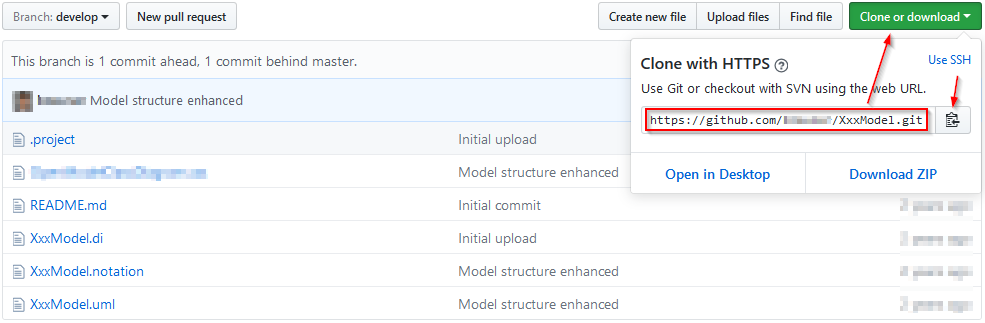 Branch: develop
New pull request
Create new file
Upload files
Find file
Clone or download
This branch is 1 commit ahead, 1 commit behind master.
Model structure enhanced
Clone with HTTPS ?
Use SSH
Use Git or checkout with SVN using the web URL.
https://github.com/ /XxxModel.git
Open in Desktop
Download ZIP
.project
Initial upload
Model structure enhanced
README.md
Initial commit
XxxModel.di
Initial upload
XxxModel.notation
Model structure enhanced
XxxModel.uml
Model structure enhanced